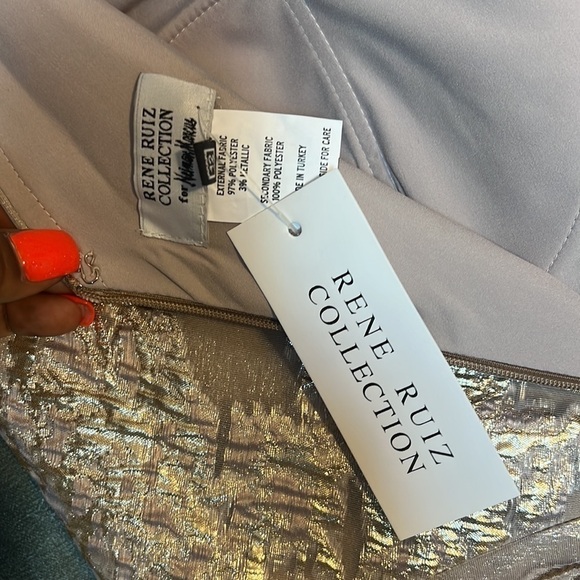 RENE RUIZ
COLLECTION
for Neiman Marcus
EXTERNAL FABRIC
97% POLYESTER
3% METALLIC
SECONDARY FABRIC
100% POLYESTER
DE IN TURKEY
DE FOR CARE
RENE RUIZ
COLLECTION